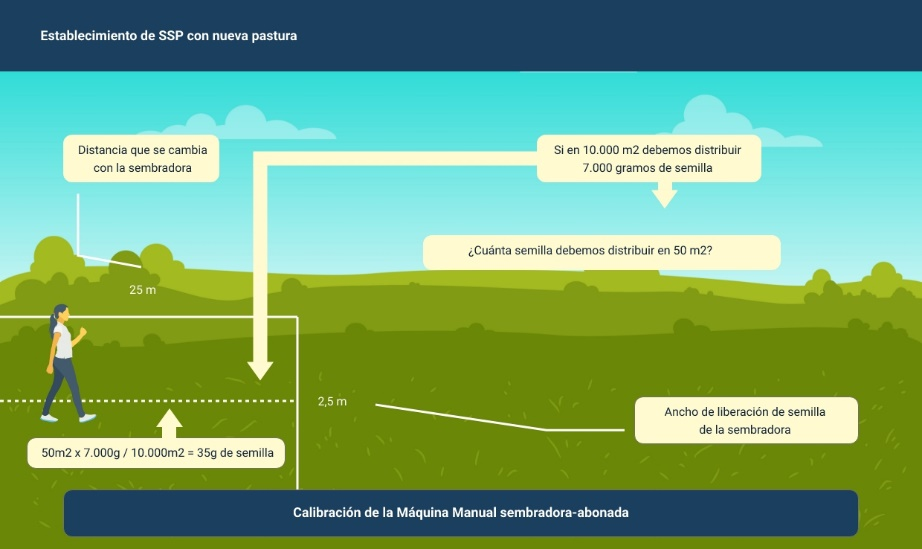 Establecimiento de SSP con nueva pastura
Distancia que se cambia
con la sembradora
Si en 10.000 m2 debemos distribuir
7.000 gramos de semilla
¿Cuánta semilla debemos distribuir en 50 m2?
25 m
2,5 m
Ancho de liberación de semilla
de la sembradora
50m2 x 7.000g / 10.000m2 = 35g de semilla
Calibración de la Máquina Manual sembradora-abonada